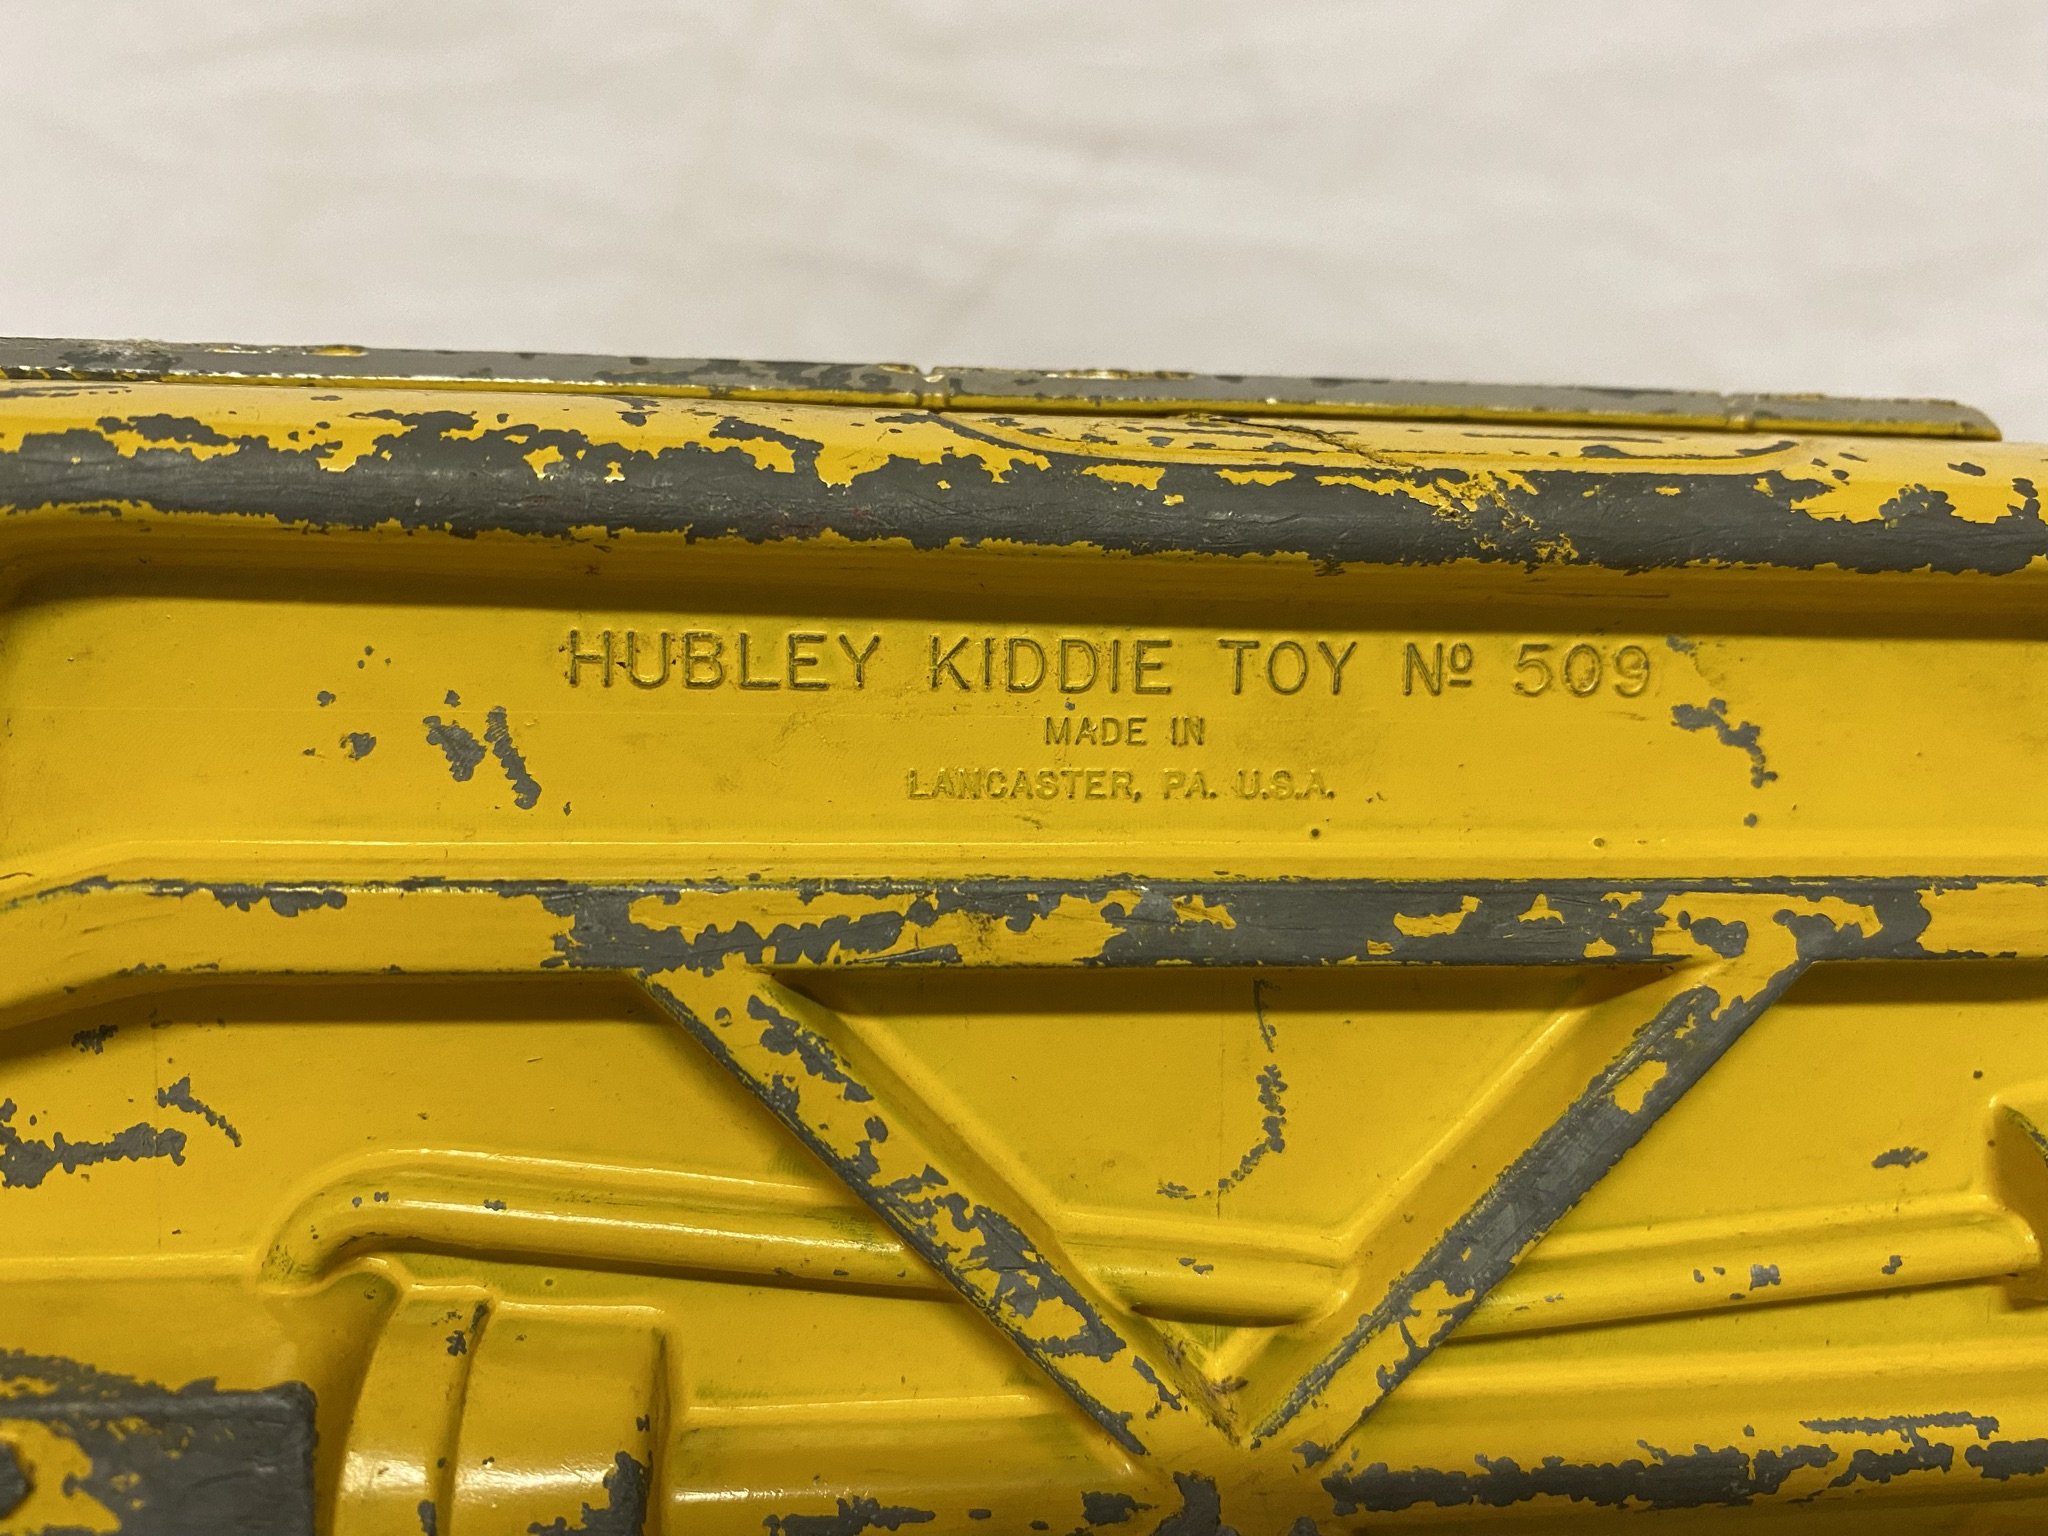 HUBLEY KIDDIE TOY Nº 509
MADE IN
LANCASTER, PA. U.S.A.